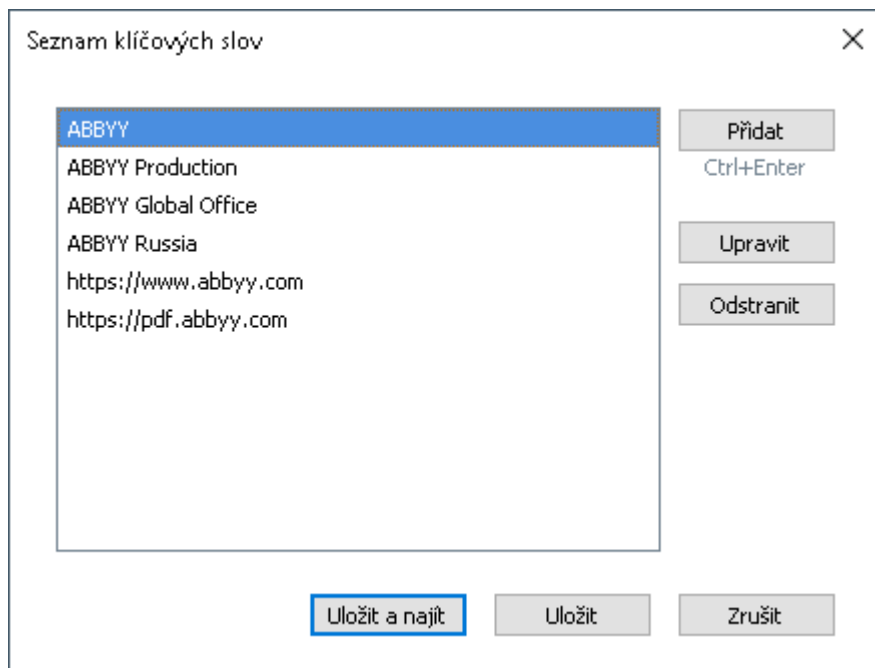 Seznam klíčových slov
ABBYY
ABBYY Production
ABBYY Global Office
ABBYY Russia
https://www.abbyy.com
https://pdf.abbyy.com
Přidat
Ctrl+Enter
Upravit
Odstranit
Uložit a najít
Uložit
Zrušit